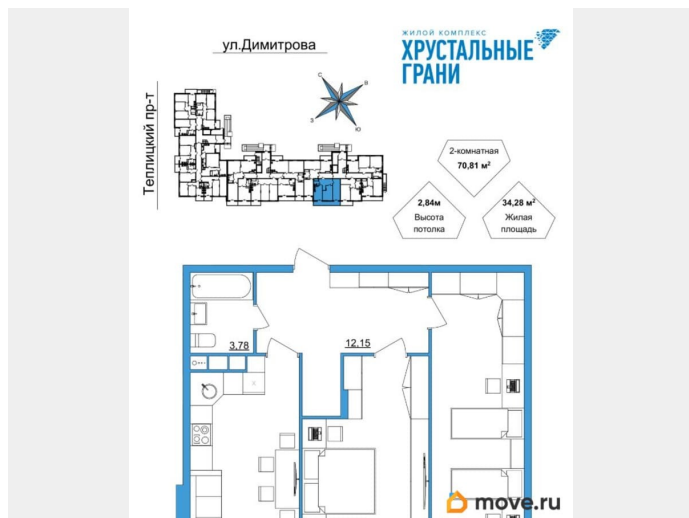 ул.Димитрова
ЖИЛОЙ КОМПЛЕКС
ХРУСТАЛЬНЫЕ
ГРАНИ
Теплицкий пр-т
С
В
З
Ю
2-комнатная
70,81 м²
2,84м
Высота
потолка
34,28 м²
Жилая
площадь
3,78
12,15
move.ru